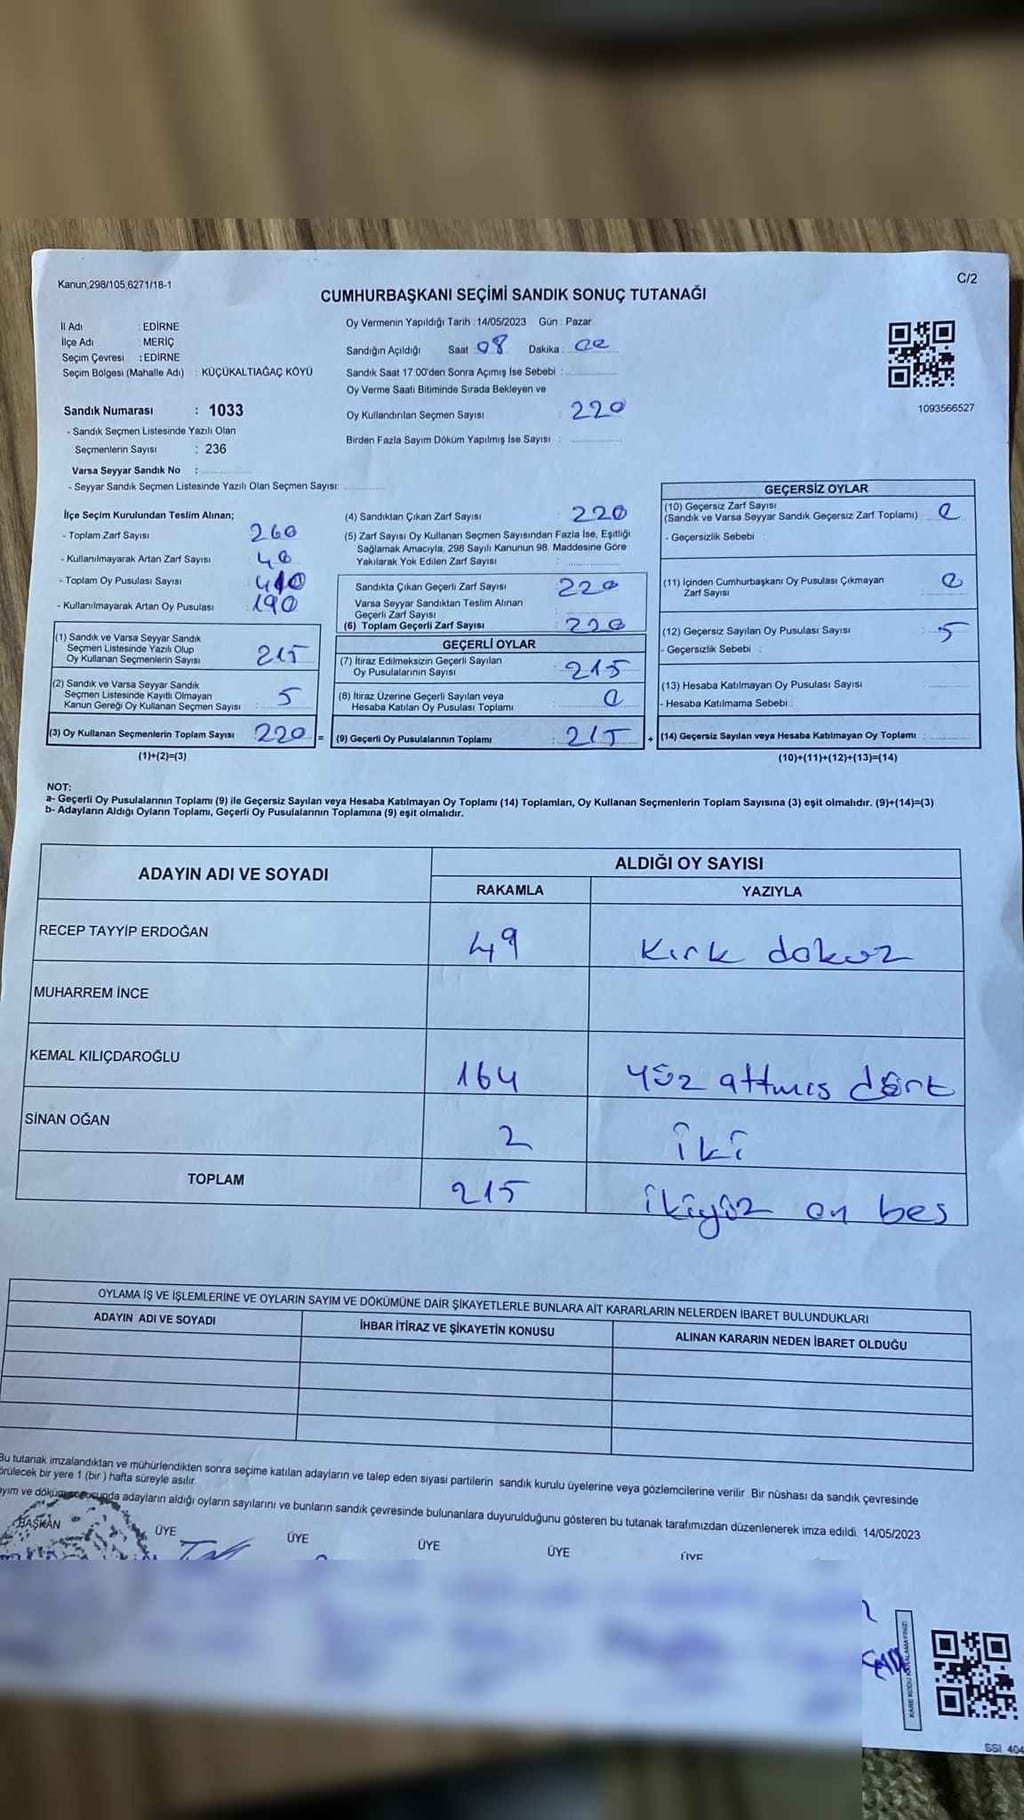 Kanun,298/105,6271/18-1
C/2
CUMHURBAŞKANI SEÇİMİ SANDIK SONUÇ TUTANAĞI
İl Adı : EDİRNE
İlçe Adı : MERİÇ
Seçim Çevresi : EDİRNE
Seçim Bölgesi (Mahalle Adı) : KÜÇÜKALTIAĞAÇ KÖYÜ
Sandık Numarası : 1033
- Sandık Seçmen Listesinde Yazılı Olan
Seçmenlerin Sayısı : 236
Varsa Seyyar Sandık No :
- Seyyar Sandık Seçmen Listesinde Yazılı Olan Seçmen Sayısı:
Oy Vermenin Yapıldığı Tarih : 14/05/2023 Gün : Pazar
Sandığın Açıldığı Saat 08 Dakika : 00
Sandık Saat 17:00'den Sonra Açımış İse Sebebi :
Oy Verme Saati Bitiminde Sırada Bekleyen ve
Oy Kullandırılan Seçmen Sayısı : 220
Birden Fazla Sayım Döküm Yapılmış İse Sayısı :
1093566527
İlçe Seçim Kurulundan Teslim Alınan;
- Toplam Zarf Sayısı : 260
- Kullanılmayarak Artan Zarf Sayısı : 40
- Toplam Oy Pusulası Sayısı : 410
- Kullanılmayarak Artan Oy Pusulası : 190
(1) Sandık ve Varsa Seyyar Sandık
Seçmen Listesinde Yazılı Olup
Oy Kullanan Seçmenlerin Sayısı : 215
(2) Sandık ve Varsa Seyyar Sandık
Seçmen Listesinde Kayıtlı Olmayan
Kanun Gereği Oy Kullanan Seçmen Sayısı : 5
(3) Oy Kullanan Seçmenlerin Toplam Sayısı 220 =
(1)+(2)=(3)
(4) Sandıktan Çıkan Zarf Sayısı : 220
(5) Zarf Sayısı Oy Kullanan Seçmen Sayısından Fazla İse, Eşitliği
Sağlamak Amacıyla, 298 Sayılı Kanunun 98. Maddesine Göre
Yakılarak Yok Edilen Zarf Sayısı
Sandıkta Çıkan Geçerli Zarf Sayısı : 220
Varsa Seyyar Sandıktan Teslim Alınan
Geçerli Zarf Sayısı
(6) Toplam Geçerli Zarf Sayısı : 220
GEÇERLİ OYLAR
(7) İtiraz Edilmeksizin Geçerli Sayılan
Oy Pusulalarının Sayısı : 215
(8) İtiraz Üzerine Geçerli Sayılan veya
Hesaba Katılan Oy Pusulası Toplamı : 0
(9) Geçerli Oy Pusulalarının Toplamı : 215 +
GEÇERSİZ OYLAR
(10) Geçersiz Zarf Sayısı
(Sandık ve Varsa Seyyar Sandık Geçersiz Zarf Toplamı) : 0
- Geçersizlik Sebebi :
(11) İçinden Cumhurbaşkanı Oy Pusulası Çıkmayan
Zarf Sayısı : 0
(12) Geçersiz Sayılan Oy Pusulası Sayısı : 5
- Geçersizlik Sebebi :
(13) Hesaba Katılmayan Oy Pusulası Sayısı :
- Hesaba Katılmama Sebebi :
(14) Geçersiz Sayılan veya Hesaba Katılmayan Oy Toplamı :
(10)+(11)+(12)+(13)=(14)
NOT:
a- Geçerli Oy Pusulalarının Toplamı (9) ile Geçersiz Sayılan veya Hesaba Katılmayan Oy Toplamı (14) Toplamları, Oy Kullanan Seçmenlerin Toplam Sayısına (3) eşit olmalıdır. (9)+(14)=(3)
b- Adayların Aldığı Oyların Toplamı, Geçerli Oy Pusulalarının Toplamına (9) eşit olmalıdır.
ADAYIN ADI VE SOYADI
ALDIĞI OY SAYISI
RAKAMLA YAZIYLA
RECEP TAYYİP ERDOĞAN 49 Kırk dokuz
MUHARREM İNCE
KEMAL KILIÇDAROĞLU 164 yüz attmıs dört
SİNAN OĞAN 2 iki
TOPLAM 215 ikiyüz on bes
OYLAMA İŞ VE İŞLEMLERİNE VE OYLARIN SAYIM VE DÖKÜMÜNE DAİR ŞİKAYETLERLE BUNLARA AİT KARARLARIN NELERDEN İBARET BULUNDUKLARI
ADAYIN ADI VE SOYADI İHBAR İTİRAZ VE ŞİKAYETİN KONUSU ALINAN KARARIN NEDEN İBARET OLDUĞU
Bu tutanak imzalandıktan ve mühürlendikten sonra seçime katılan adayların ve talep eden siyasi partilerin sandık kurulu üyelerine veya gözlemcilerine verilir. Bir nüshası da sandık çevresinde
örülecek bir yere 1 (bir ) hafta süreyle asılır.
ayım ve döküm sonucunda adayların aldığı oyların sayılarını ve bunların sandık çevresinde bulunanlara duyurulduğunu gösteren bu tutanak tarafımızdan düzenlenerek imza edildi. 14/05/2023
BAŞKAN ÜYE ÜYE ÜYE ÜYE ÜYE
KARE KODU KARALAMAYINIZ!
SSI 404